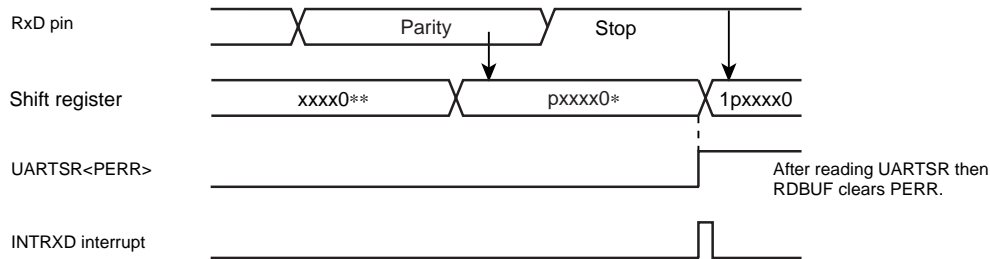 RxD pin
Parity
Stop
Shift register
xxxx0**
pxxxx0*
1pxxxx0
UARTSR<PERR>
After reading UARTSR then
RDBUF clears PERR.
INTRXD interrupt